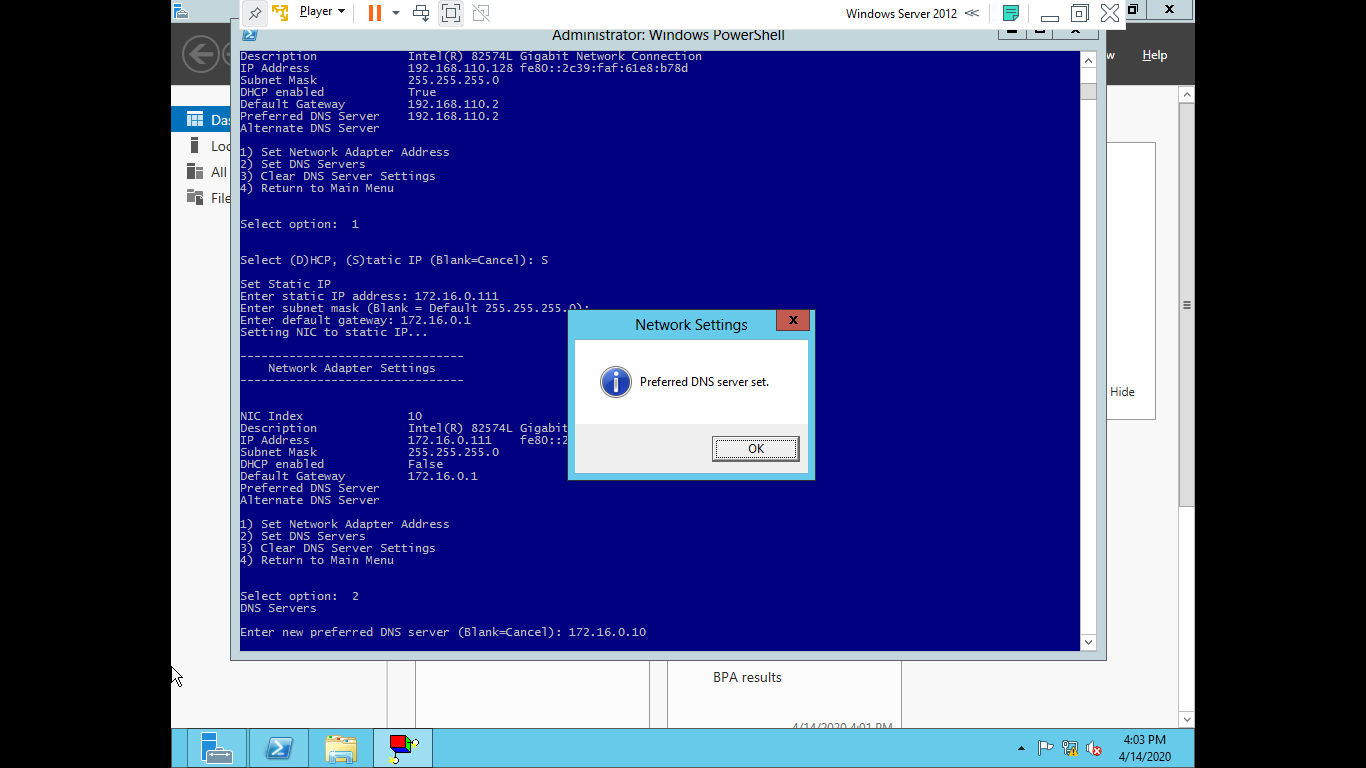 Player
Windows Server 2012
Administrator: Windows PowerShell
Help
Description Intel(R) 82574L Gigabit Network Connection
IP Address 192.168.110.128 fe80::2c39:faf:61e8:b78d
Subnet Mask 255.255.255.0
DHCP enabled True
Default Gateway 192.168.110.2
Preferred DNS Server 192.168.110.2
Alternate DNS Server
1) Set Network Adapter Address
2) Set DNS Servers
3) Clear DNS Server Settings
4) Return to Main Menu
Select option: 1
Select (D)HCP, (S)tatic IP (Blank=Cancel): S
Set Static IP
Enter static IP address: 172.16.0.111
Enter subnet mask (Blank = Default 255.255.255.0):
Enter default gateway: 172.16.0.1
Setting NIC to static IP...
--------------------------------
Network Adapter Settings
--------------------------------
NIC Index 10
Description Intel(R) 82574L Gigabit
IP Address 172.16.0.111 fe80::2
Subnet Mask 255.255.255.0
DHCP enabled False
Default Gateway 172.16.0.1
Preferred DNS Server
Alternate DNS Server
1) Set Network Adapter Address
2) Set DNS Servers
3) Clear DNS Server Settings
4) Return to Main Menu
Select option: 2
DNS Servers
Enter new preferred DNS server (Blank=Cancel): 172.16.0.10
Network Settings
Preferred DNS server set.
OK
Das
Loc
All
File
Hide
BPA results
4/14/2020 4:01 PM
4:03 PM
4/14/2020